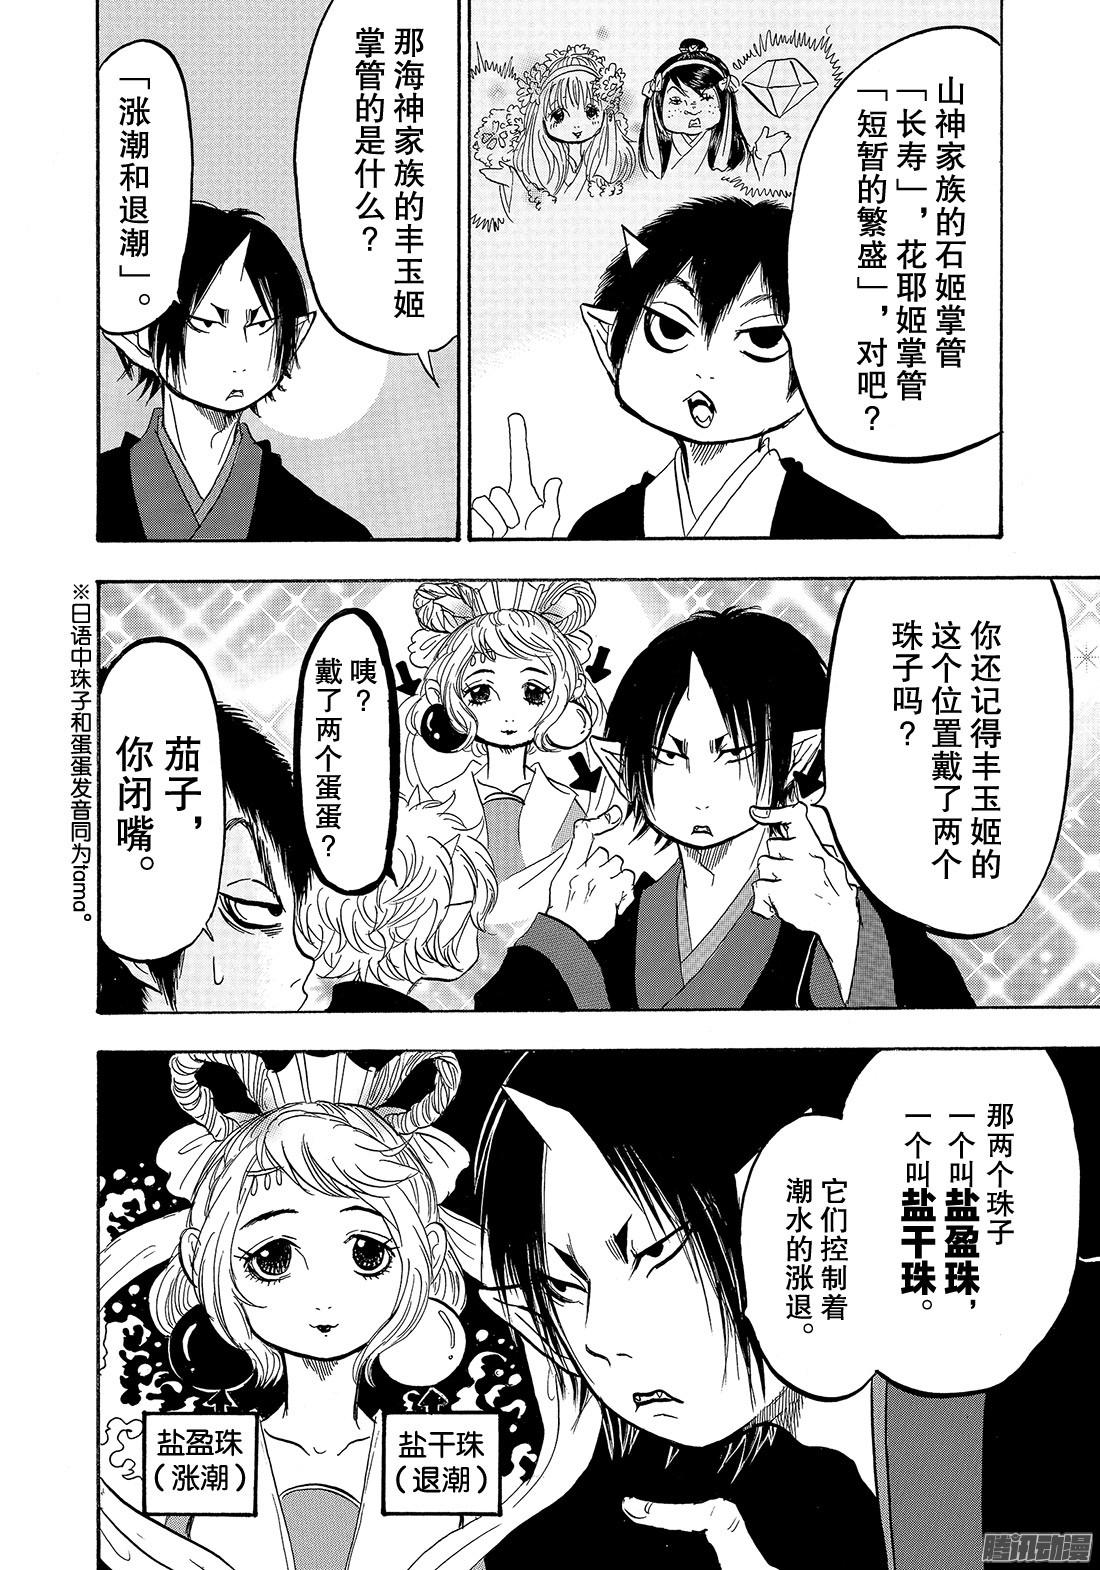 山神家族的石姬掌管
「长寿」，花耶姬掌管
「短暂的繁盛」，对吧？
那海神家族的丰玉姬
掌管的是什么？
「涨潮和退潮」。
你还记得丰玉姬的
这个位置戴了两个
珠子吗？
咦？
戴了两个蛋蛋？
茄子，
你闭嘴。
※日语中珠子和蛋蛋发音同为tama。
那两个珠子
一个叫盐盈珠，
一个叫盐干珠。
它们控制着
潮水的涨退。
盐盈珠
（涨潮）
盐干珠
（退潮）
腾讯动漫